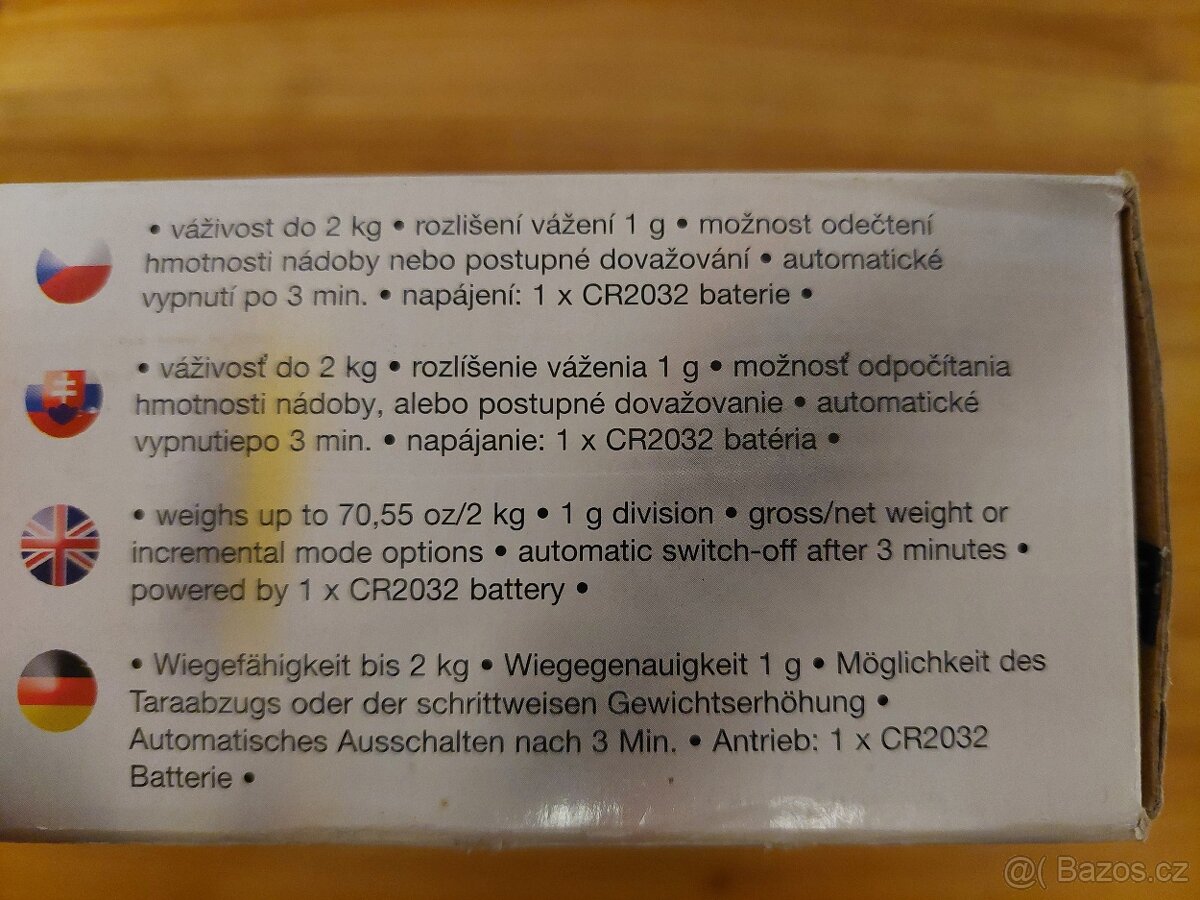 • váživost do 2 kg • rozlišení vážení 1 g • možnost odečtení
hmotnosti nádoby nebo postupné dovažování • automatické
vypnutí po 3 min. • napájení: 1 x CR2032 baterie •
• váživosť do 2 kg • rozlíšenie váženia 1 g • možnosť odpočítania
hmotnosti nádoby, alebo postupné dovažovanie • automatické
vypnutiepo 3 min. • napájanie: 1 x CR2032 batéria •
• weighs up to 70,55 oz/2 kg • 1 g division • gross/net weight or
incremental mode options • automatic switch-off after 3 minutes •
powered by 1 x CR2032 battery •
• Wiegefähigkeit bis 2 kg • Wiegegenauigkeit 1 g • Möglichkeit des
Taraabzugs oder der schrittweisen Gewichtserhöhung •
Automatisches Ausschalten nach 3 Min. • Antrieb: 1 x CR2032
Batterie •
@( Bazos.cz